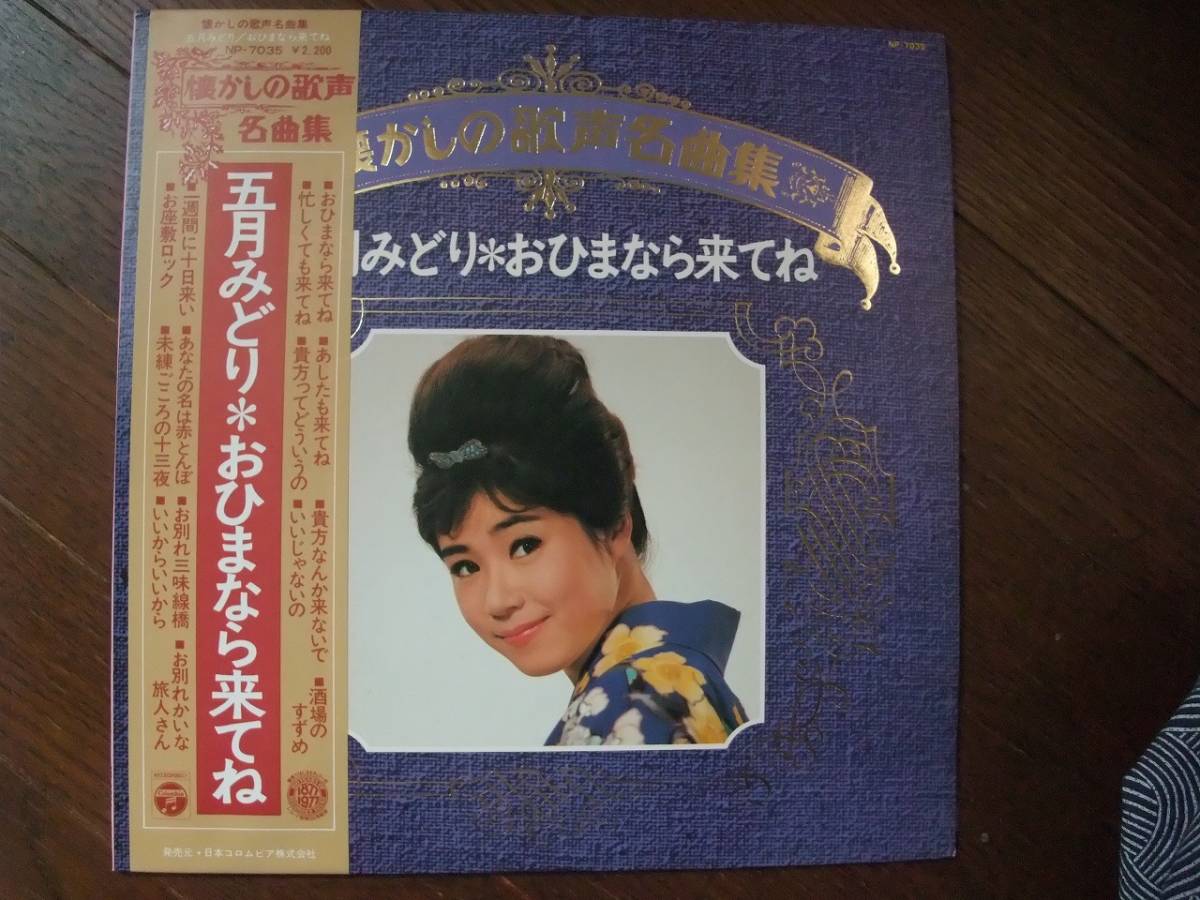 懐かしの歌声名曲集
五月みどり/おひまなら来てね
NP-7035 ¥2,200
懐かしの歌声
名曲集
五月みどり*おひまなら来てね
■おひまなら来てね
■忙しくても来てね
■あしたも来てね
■貴方ってどういうの
■貴方なんか来ないで
■いいじゃないの
■酒場のすずめ
■一週間に十日来い
■お座敷ロック
■あなたの名は赤とんぼ
■未練ごころの十三夜
■お別れ三味線橋
■いいからいいから
■お別れかいな旅人さん
Columbia
1877
1977
発売元・日本コロムビア株式会社
NP-7035
懐かしの歌声名曲集
月みどり*おひまなら来てね